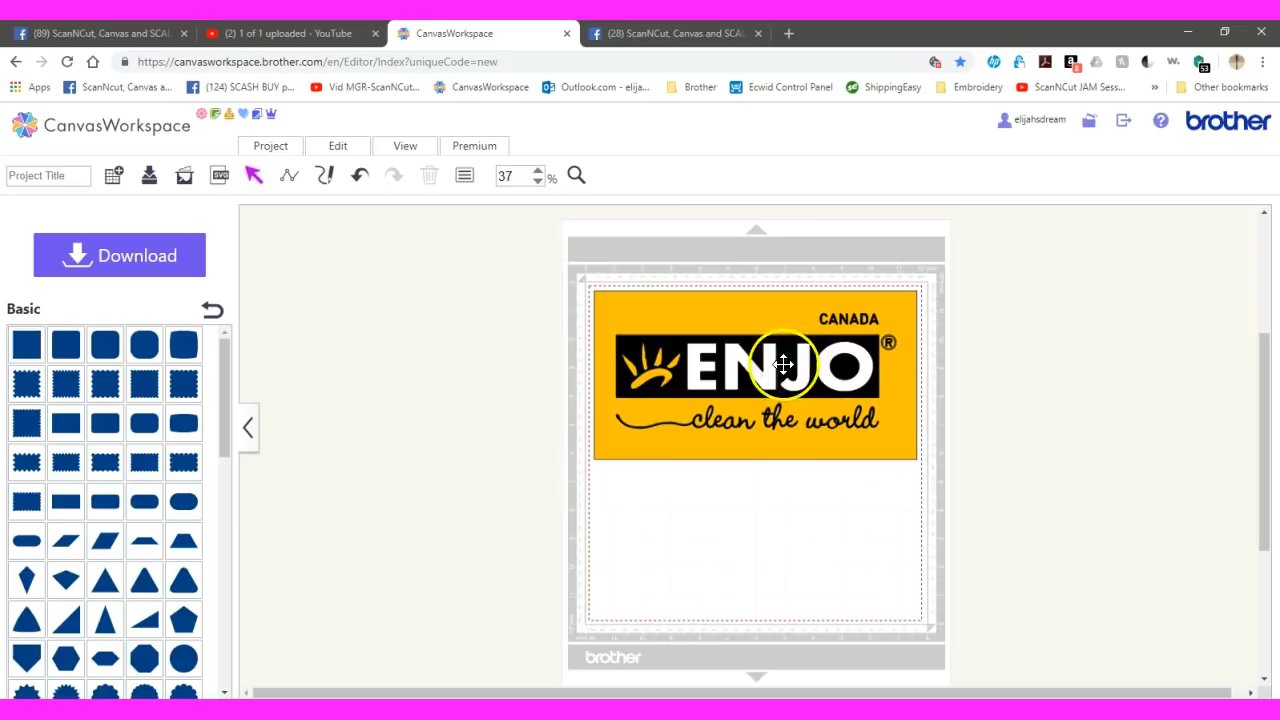 (89) ScanNCut, Canvas and SCAL
(2) 1 of 1 uploaded - YouTube
CanvasWorkspace
(28) ScanNCut, Canvas and SCAL
https://canvasworkspace.brother.com/en/Editor/Index?uniqueCode=new
Apps
ScanNcut, Canvas a...
(124) SCASH BUY p...
Vid MGR-ScanNCut...
CanvasWorkspace
Outlook.com - elija...
Brother
Ecwid Control Panel
ShippingEasy
Embroidery
ScanNCut JAM Sess...
Other bookmarks
CanvasWorkspace
elijahsdream
brother
Project
Edit
View
Premium
Project Title
SVG
37 %
Download
Basic
CANADA
ENJO®
clean the world
brother